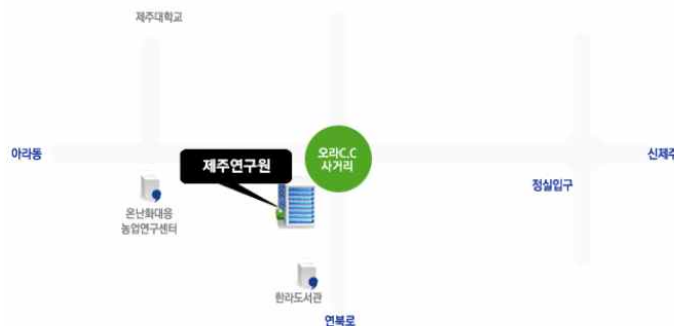 제주대학교
아라동
제주연구원
오라C.C
사거리
신제주
정실입구
온난화대응
농업연구센터
한라도서관
연북로